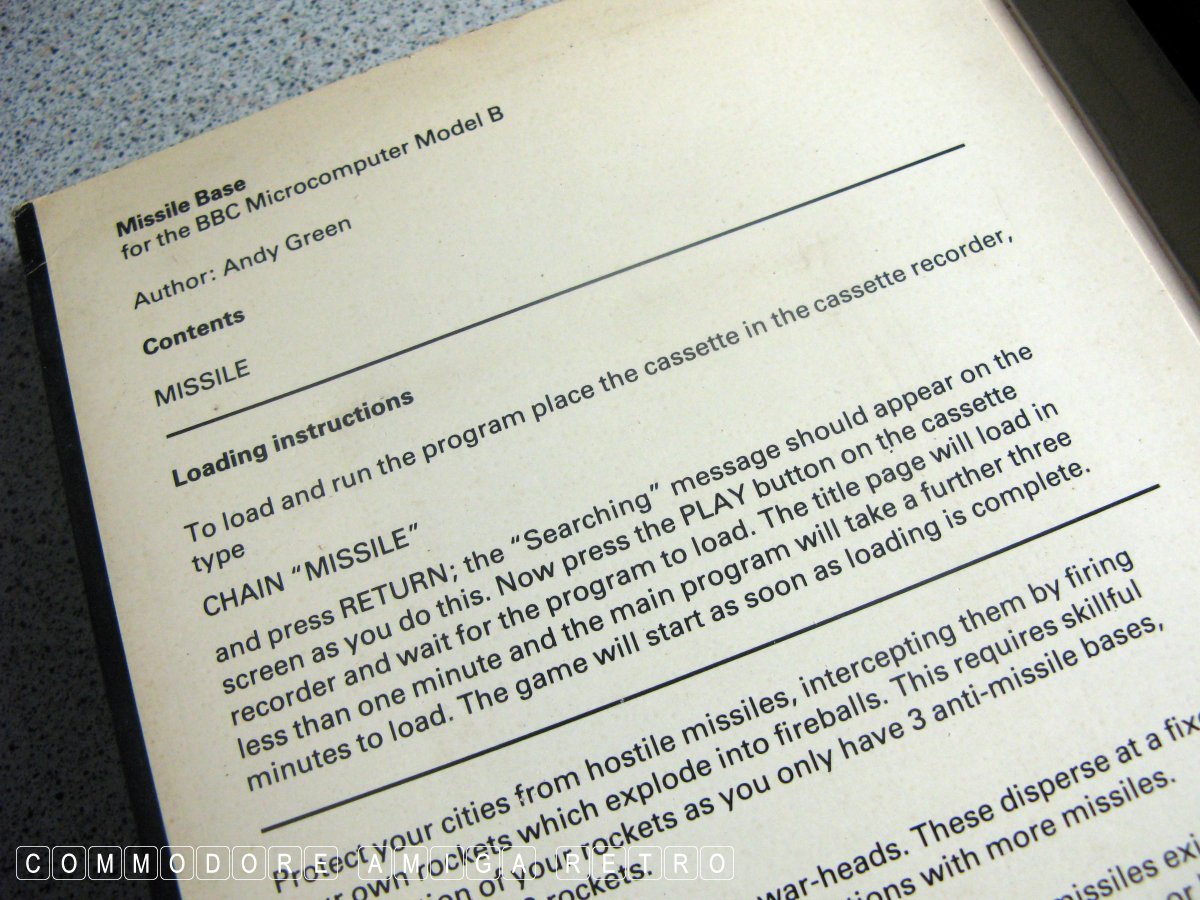 Missile Base
for the BBC Microcomputer Model B
Author: Andy Green
Contents
MISSILE
Loading instructions
To load and run the program place the cassette in the cassette recorder,
type
CHAIN “MISSILE”
and press RETURN; the “Searching” message should appear on the
screen as you do this. Now press the PLAY button on the cassette
recorder and wait for the program to load. The title page will load in
less than one minute and the main program will take a further three
minutes to load. The game will start as soon as loading is complete.
Protect your cities from hostile missiles, intercepting them by firing
own rockets which explode into fireballs. This requires skillful
of your rockets as you only have 3 anti-missile bases,
rockets.
war-heads. These disperse at a
with more missiles.
missiles
or
COMMODORE AMIGA RETRO